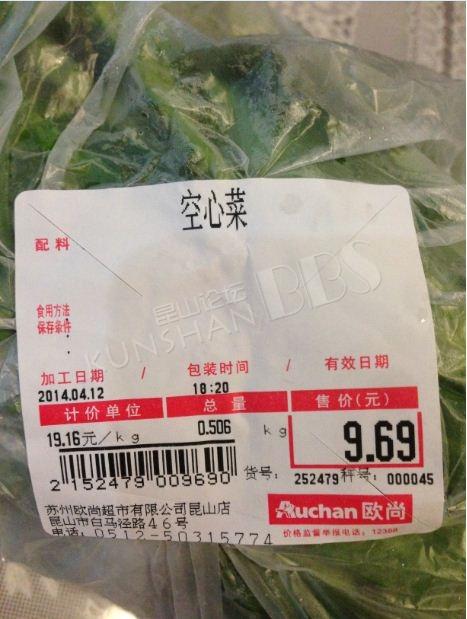 空心菜
配料
食用方法
保存条件
:
昆山论坛
KUNSHAN BBS
加工日期 / 包装时间 / 有效日期
2014.04.12 18:20
计价单位 总量 售价(元)
19.16元/kg 0.506 kg 9.69
2 152479 009690
货号: 252479 秤号: 000045
苏州欧尚超市有限公司昆山店
昆山市白马泾路46号
电话: 0512-50315774
Auchan 欧尚
价格监督举报电话: 12358